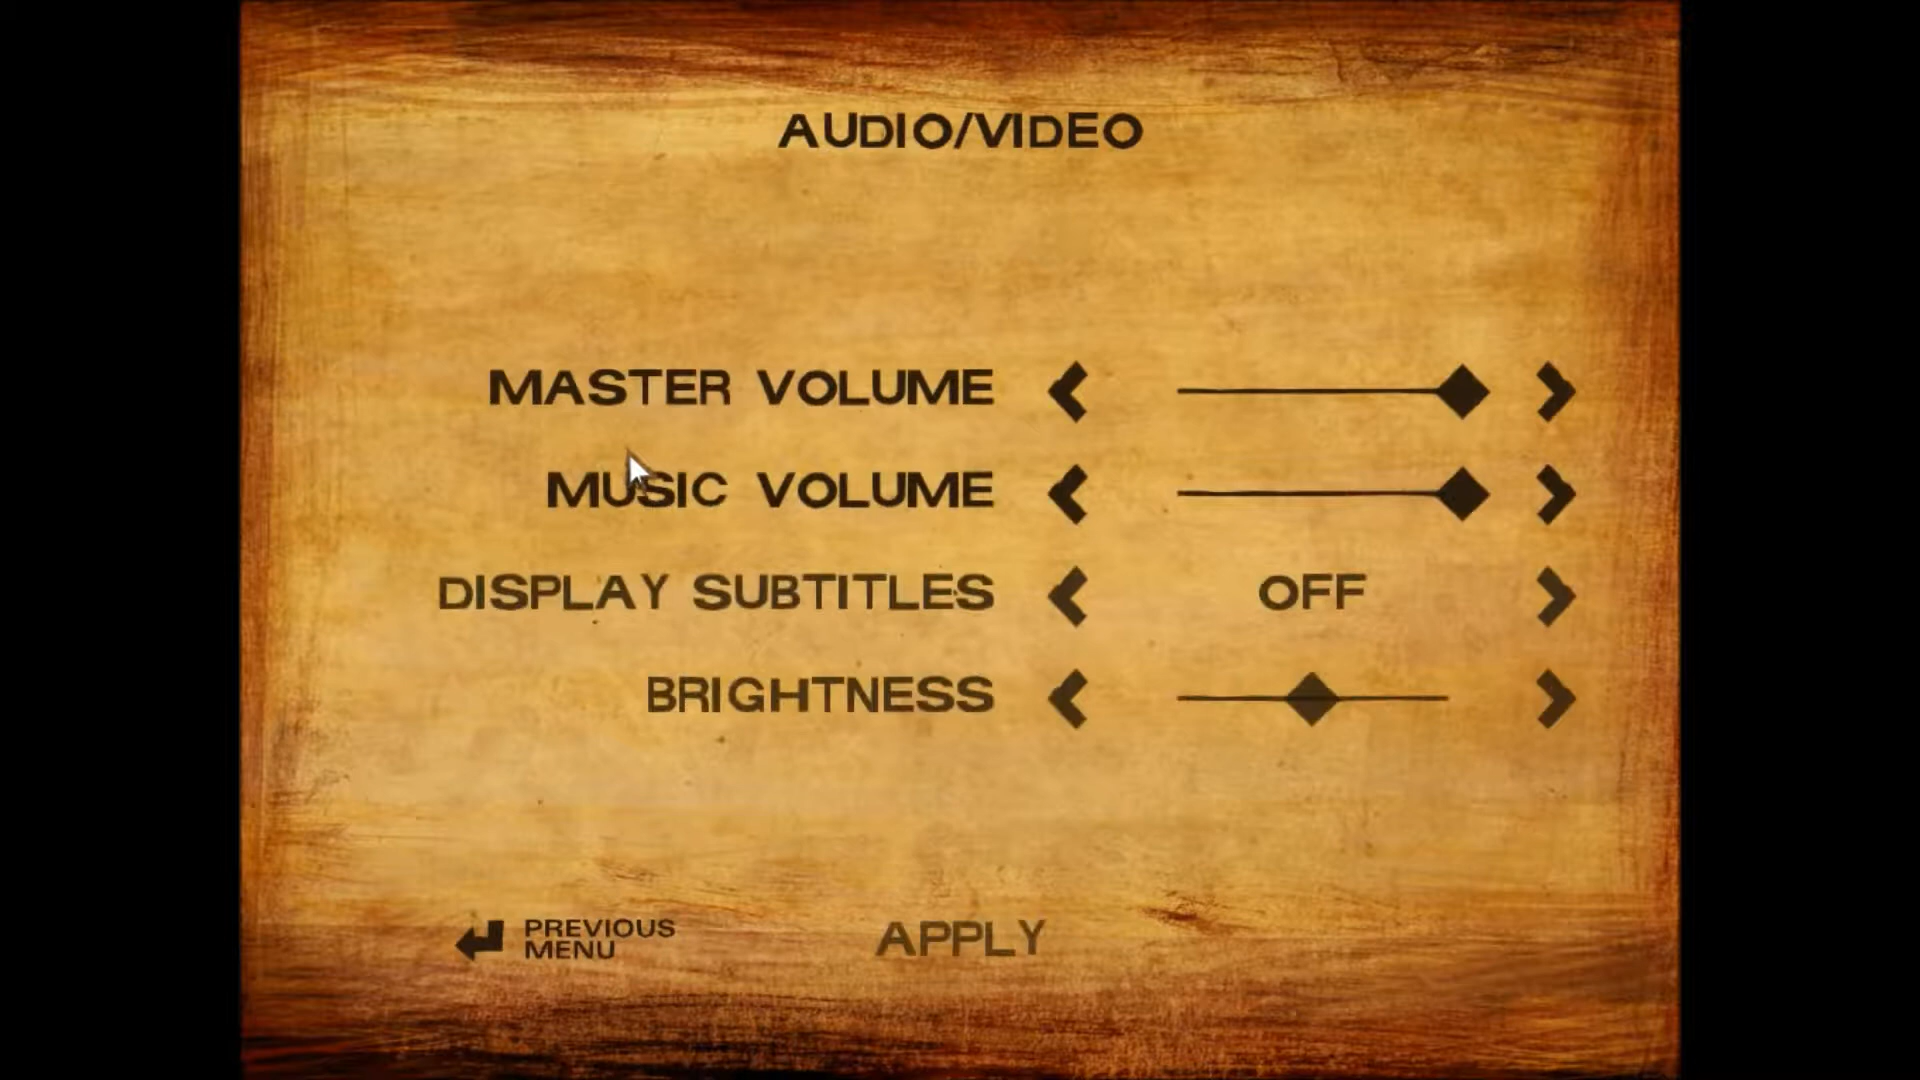 AUDIO/VIDEO
MASTER VOLUME
MUSIC VOLUME
DISPLAY SUBTITLES OFF
BRIGHTNESS
PREVIOUS
MENU
APPLY